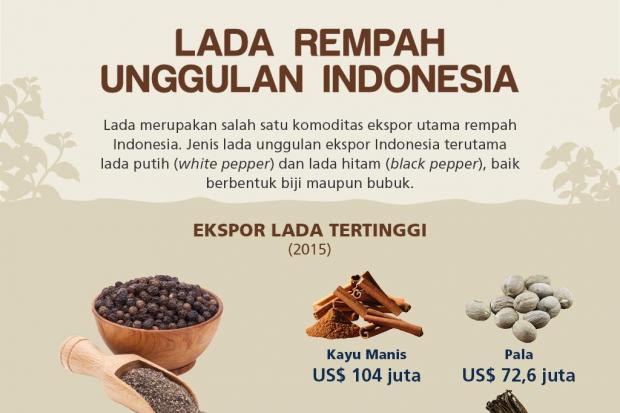 LADA REMPAH
UNGGULAN INDONESIA
Lada merupakan salah satu komoditas ekspor utama rempah
Indonesia. Jenis lada unggulan ekspor Indonesia terutama
lada putih (white pepper) dan lada hitam (black pepper), baik
berbentuk biji maupun bubuk.
EKSPOR LADA TERTINGGI
(2015)
Kayu Manis
US$ 104 juta
Pala
US$ 72,6 juta